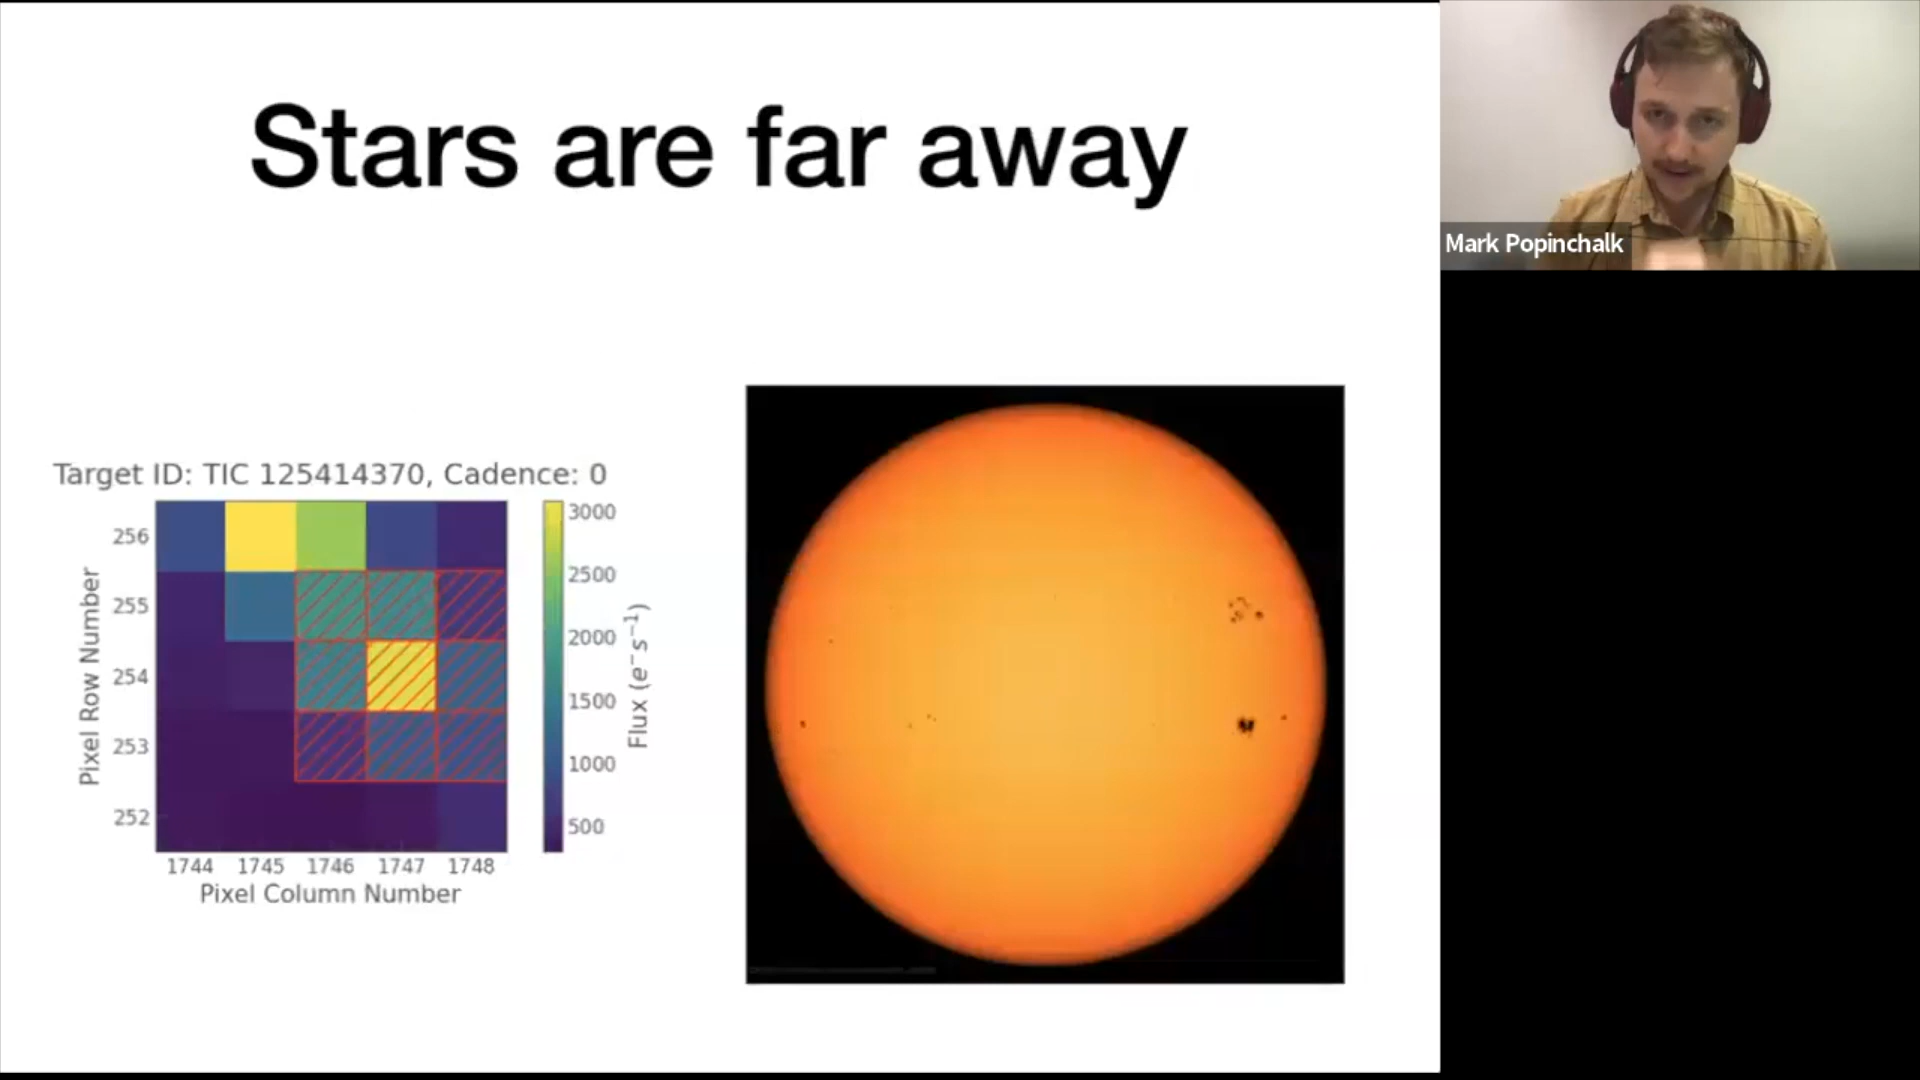 Stars are far away
Mark Popinchalk
Target ID: TIC 125414370, Cadence: 0
256
255
254
253
252
Pixel Row Number
1744 1745 1746 1747 1748
Pixel Column Number
3000
2500
2000
1500
1000
500
Flux (e⁻s⁻¹)